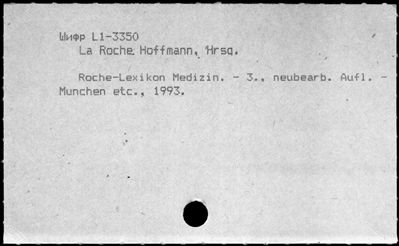 Шифр L1-3350
La Roche Hoffmann, Hrsg.
Roche-Lexikon Medizin. - 3., neubearb. Aufl. -
Munchen etc., 1993.